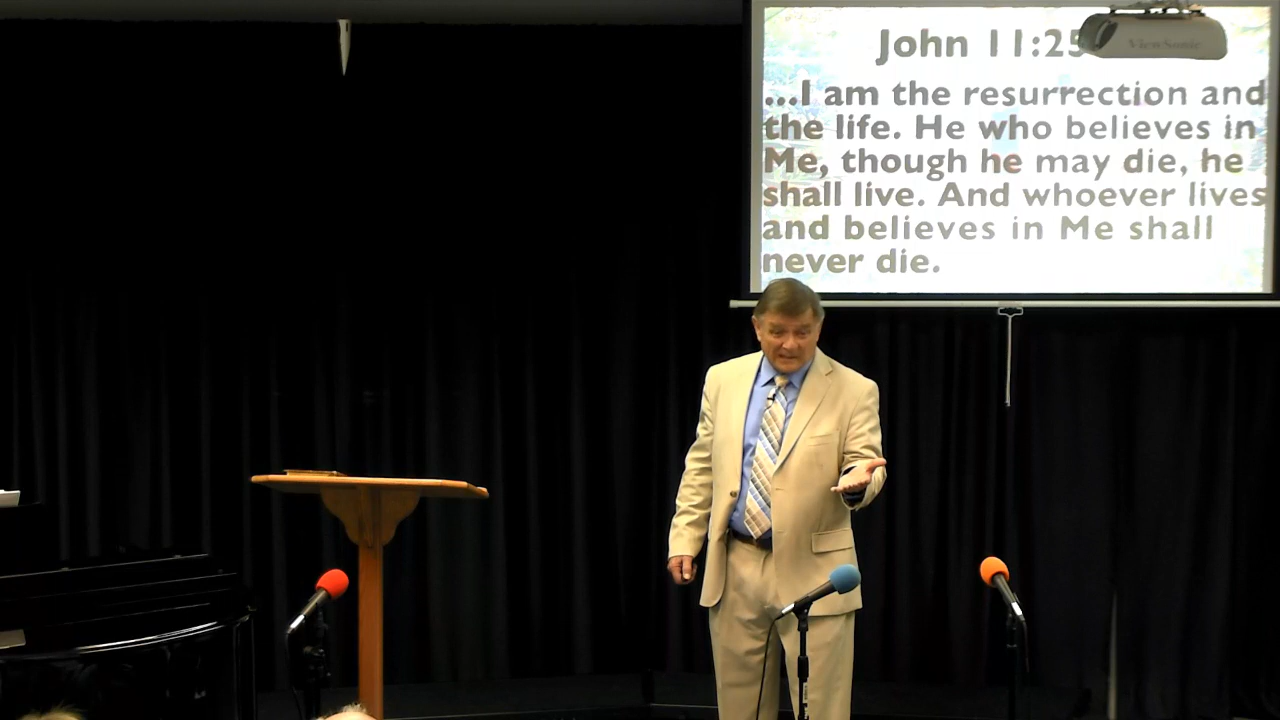 John 11:25
ViewSonic
...I am the resurrection and
the life. He who believes in
Me, though he may die, he
shall live. And whoever lives
and believes in Me shall
never die.